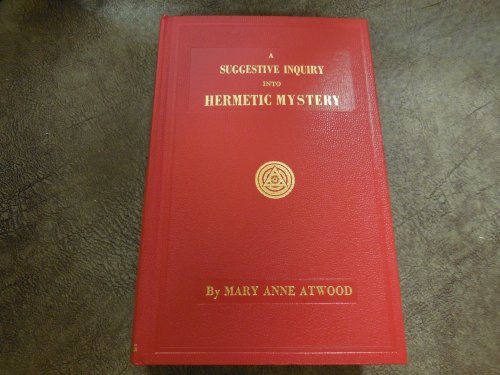 A
SUGGESTIVE INQUIRY
INTO
HERMETIC MYSTERY
By MARY ANNE ATWOOD